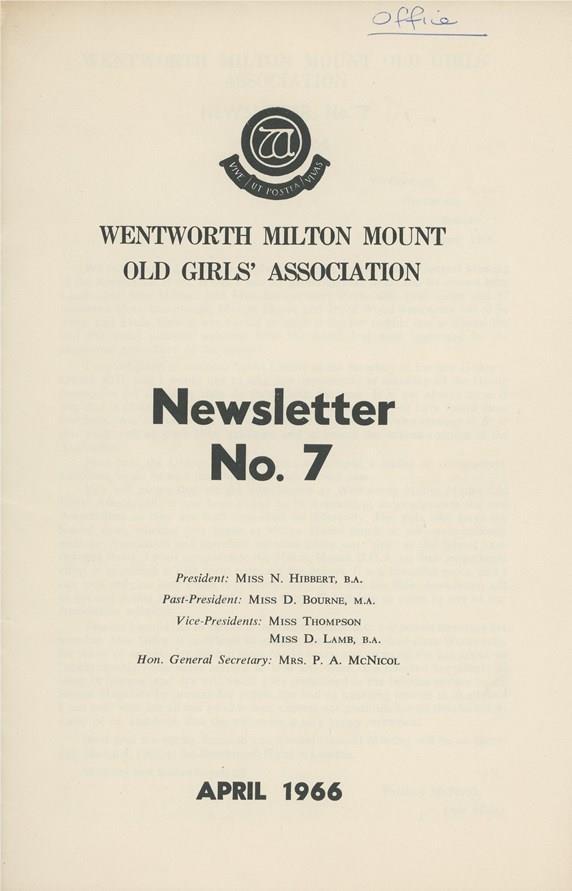 Office
VIVE UT POSTEA VIVAS
WENTWORTH MILTON MOUNT
OLD GIRLS' ASSOCIATION
Newsletter
No. 7
President: MISS N. HIBBERT, B.A.
Past-President: MISS D. BOURNE, M.A.
Vice-Presidents: MISS THOMPSON
MISS D. LAMB, B.A.
Hon. General Secretary: MRS. P. A. MCNICOL
APRIL 1966